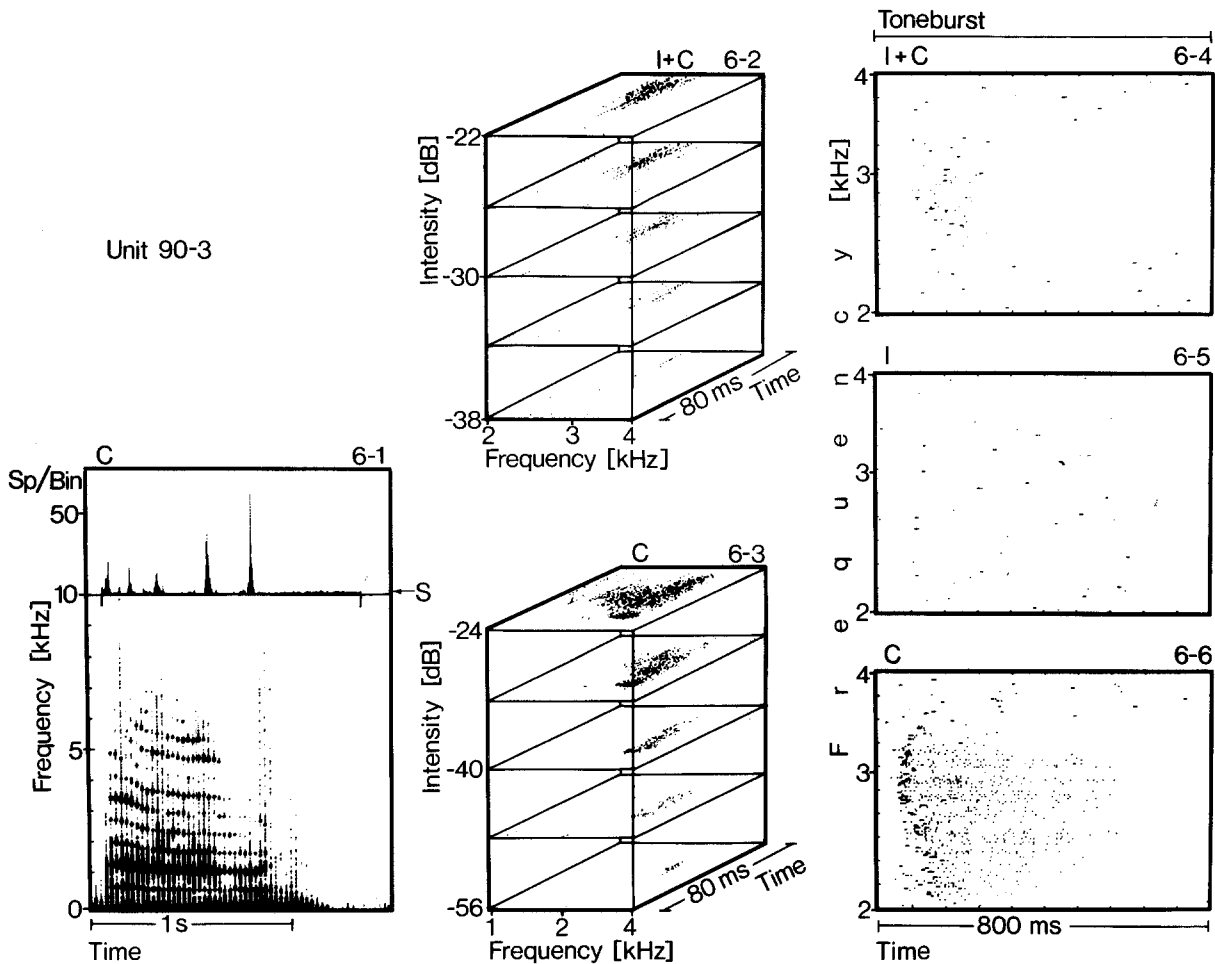 Unit 90-3
C 6-1
Sp/Bin
50
10
S
Frequency [kHz]
5
0
1s
Time
I+C 6-2
Intensity [dB]
-22
-30
-38
2 3 4
Frequency [kHz]
80 ms
Time
C 6-3
Intensity [dB]
-24
-40
-56
1 2 4
Frequency [kHz]
80 ms
Time
Toneburst
I+C 6-4
4
3
2
I 6-5
4
3
2
C 6-6
4
3
2
Frequency [kHz]
800 ms
Time